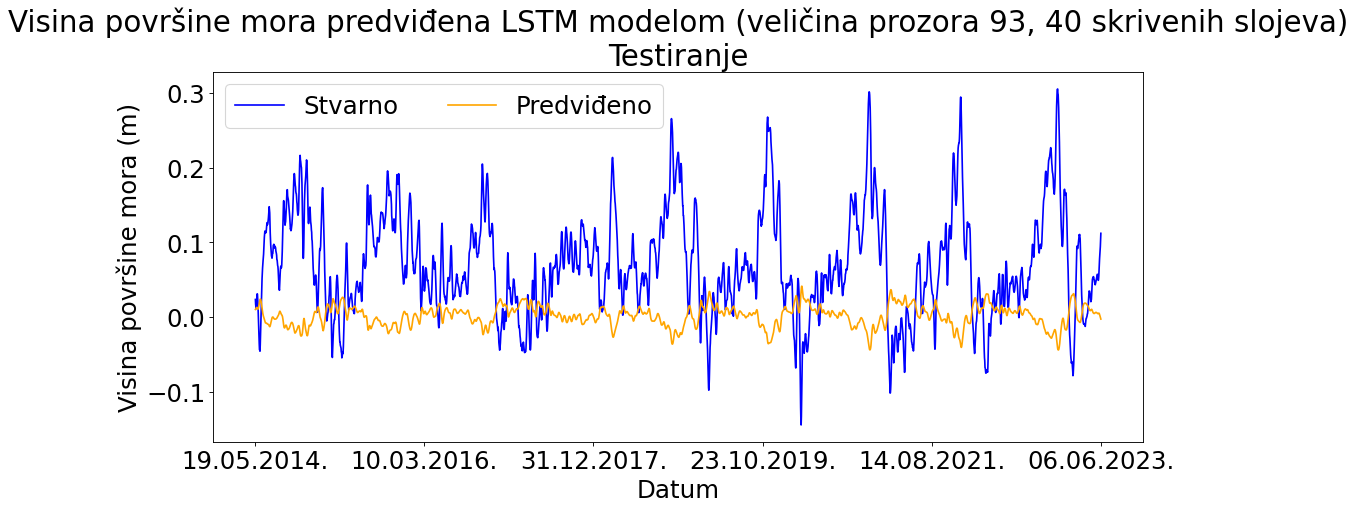 Visina površine mora predviđena LSTM modelom (veličina prozora 93, 40 skrivenih slojeva)
Testiranje
Stvarno
Predviđeno
Visina površine mora (m)
0.3
0.2
0.1
0.0
−0.1
19.05.2014.
10.03.2016.
31.12.2017.
23.10.2019.
14.08.2021.
06.06.2023.
Datum